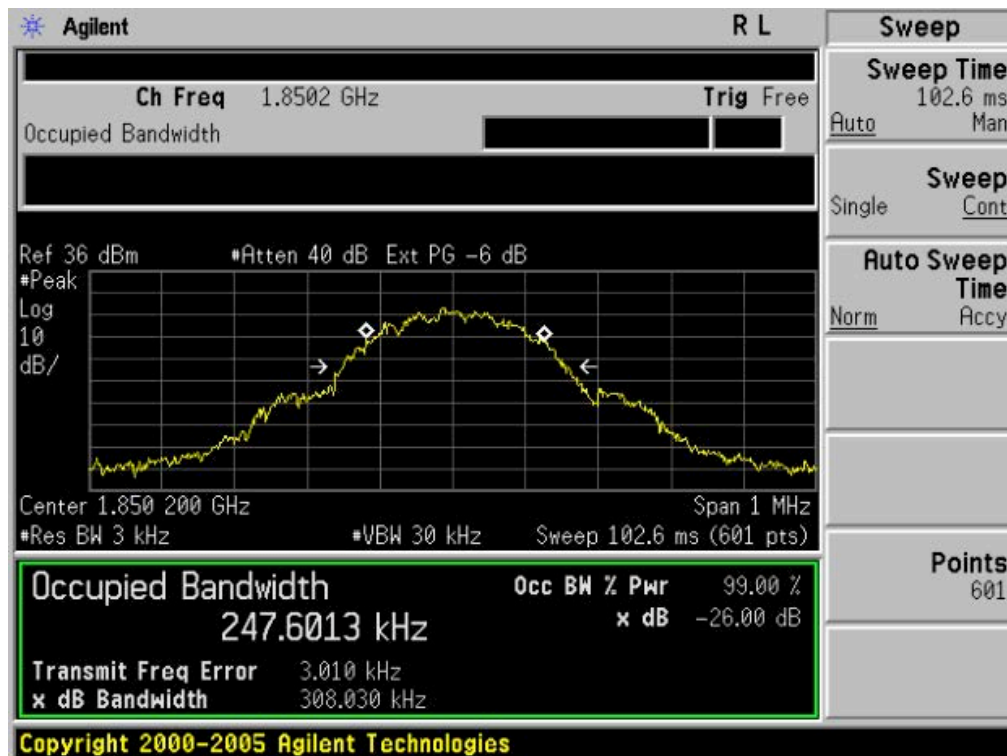 Agilent R L
Ch Freq 1.8502 GHz Trig Free
Occupied Bandwidth
Ref 36 dBm #Atten 40 dB Ext PG -6 dB
#Peak
Log
10
dB/
Center 1.850 200 GHz Span 1 MHz
#Res BW 3 kHz #VBW 30 kHz Sweep 102.6 ms (601 pts)
Occupied Bandwidth Occ BW % Pwr 99.00 %
247.6013 kHz x dB -26.00 dB
Transmit Freq Error 3.010 kHz
x dB Bandwidth 308.030 kHz
Copyright 2000-2005 Agilent Technologies
Sweep
Sweep Time
102.6 ms
Auto Man
Sweep
Single Cont
Auto Sweep
Time
Norm Accy
Points
601